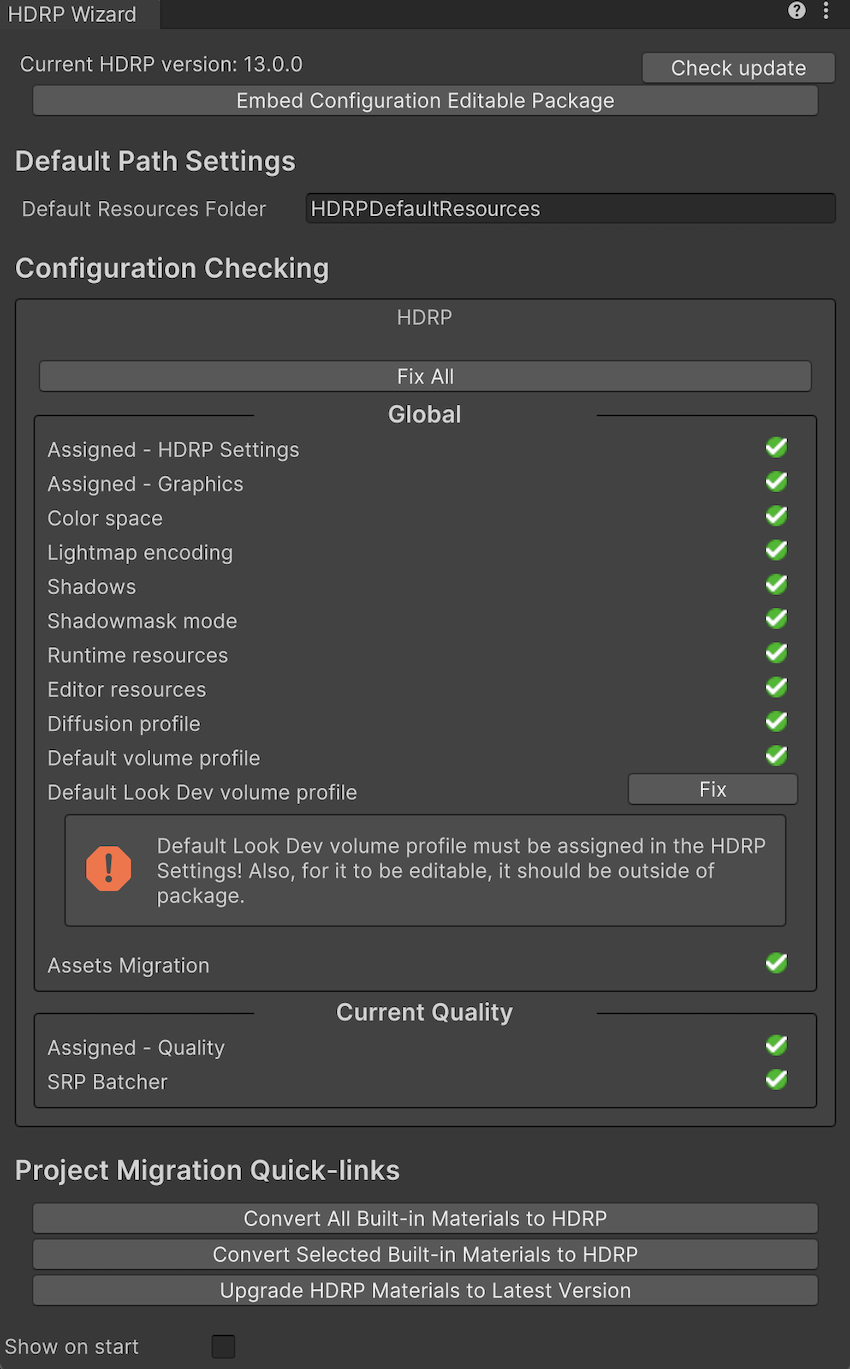 HDRP Wizard
Current HDRP version: 13.0.0
Check update
Embed Configuration Editable Package
Default Path Settings
Default Resources Folder
HDRPDefaultResources
Configuration Checking
HDRP
Fix All
Global
Assigned - HDRP Settings
Assigned - Graphics
Color space
Lightmap encoding
Shadows
Shadowmask mode
Runtime resources
Editor resources
Diffusion profile
Default volume profile
Default Look Dev volume profile
Fix
Default Look Dev volume profile must be assigned in the HDRP
Settings! Also, for it to be editable, it should be outside of
package.
Assets Migration
Current Quality
Assigned - Quality
SRP Batcher
Project Migration Quick-links
Convert All Built-in Materials to HDRP
Convert Selected Built-in Materials to HDRP
Upgrade HDRP Materials to Latest Version
Show on start